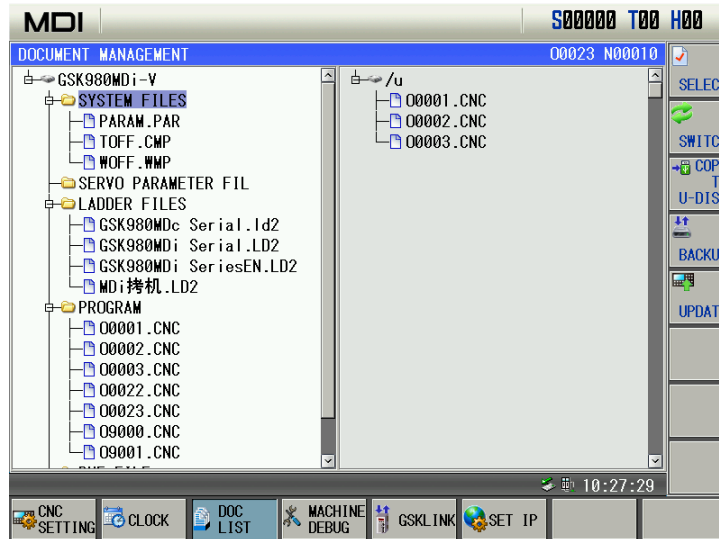 MDI
S00000 T00 H00
DOCUMENT MANAGEMENT
O0023 N00010
GSK980MDi-V
SYSTEM FILES
PARAM.PAR
TOFF.CMP
WOFF.WMP
SERVO PARAMETER FIL
LADDER FILES
GSK980MDc Serial.ld2
GSK980MDi Serial.LD2
GSK980MDi SeriesEN.LD2
MDi拷机.LD2
PROGRAM
O0001.CNC
O0002.CNC
O0003.CNC
O0022.CNC
O0023.CNC
O9000.CNC
O9001.CNC
/u
O0001.CNC
O0002.CNC
O0003.CNC
SELEC
SWITC
COP
T
U-DIS
BACKU
UPDAT
10:27:29
CNC
SETTING
CLOCK
DOC
LIST
MACHINE
DEBUG
GSKLINK
SET IP